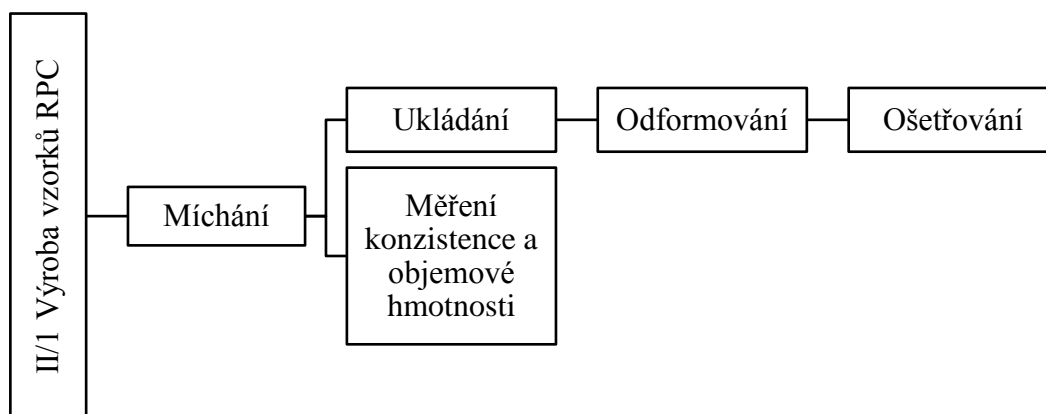 II/1 Výroba vzorků RPC
Míchání
Ukládání
Odformování
Ošetřování
Měření
konzistence a
objemové
hmotnosti